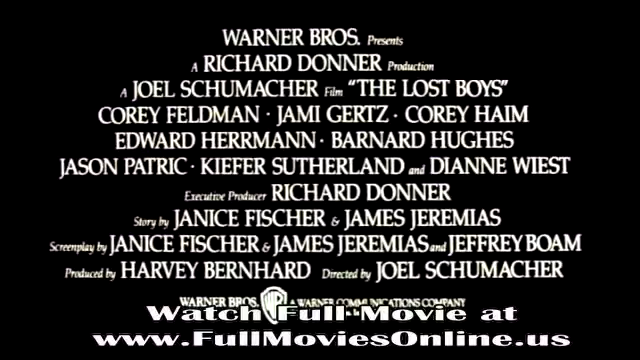 WARNER BROS. Presents
A RICHARD DONNER Production
A JOEL SCHUMACHER Film "THE LOST BOYS"
COREY FELDMAN · JAMI GERTZ · COREY HAIM
EDWARD HERRMANN · BARNARD HUGHES
JASON PATRIC · KIEFER SUTHERLAND and DIANNE WIEST
Executive Producer RICHARD DONNER
Story by JANICE FISCHER & JAMES JEREMIAS
Screenplay by JANICE FISCHER & JAMES JEREMIAS and JEFFREY BOAM
Produced by HARVEY BERNHARD Directed by JOEL SCHUMACHER
WARNER BROS. A WARNER COMMUNICATIONS COMPANY
Watch Full Movie at
www.FullMoviesOnline.us